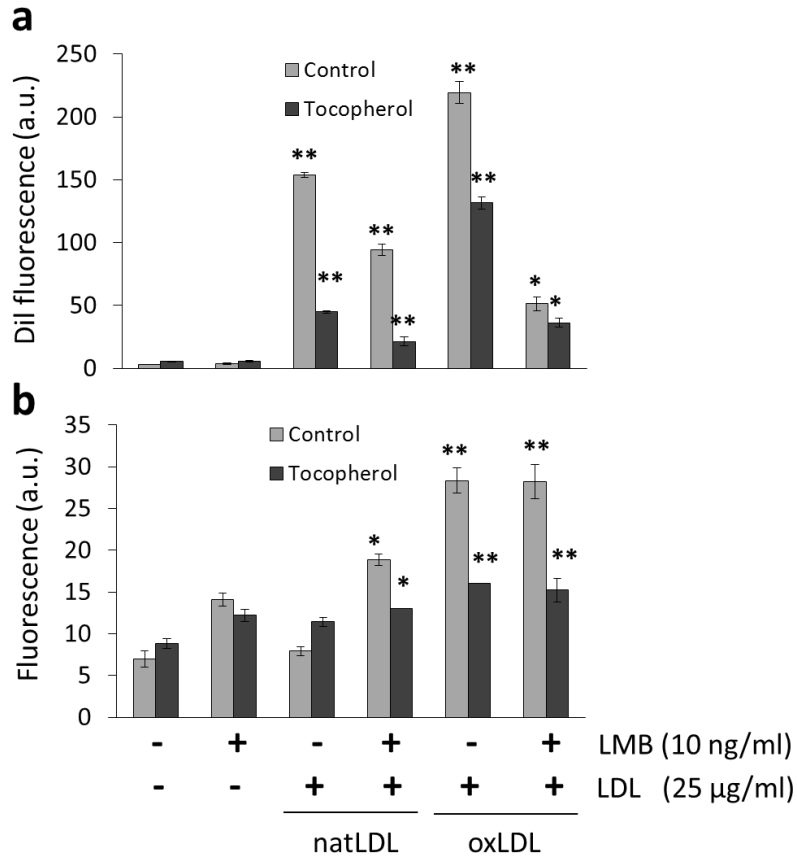 a
250
200
150
100
50
0
DiI fluorescence (a.u.)
Control
Tocopherol
** ** ** ** ** ** * *
b
35
30
25
20
15
10
5
0
Fluorescence (a.u.)
Control
Tocopherol
* * ** ** ** **
- + - + - + LMB (10 ng/ml)
- - + + + + LDL (25 µg/ml)
natLDL oxLDL